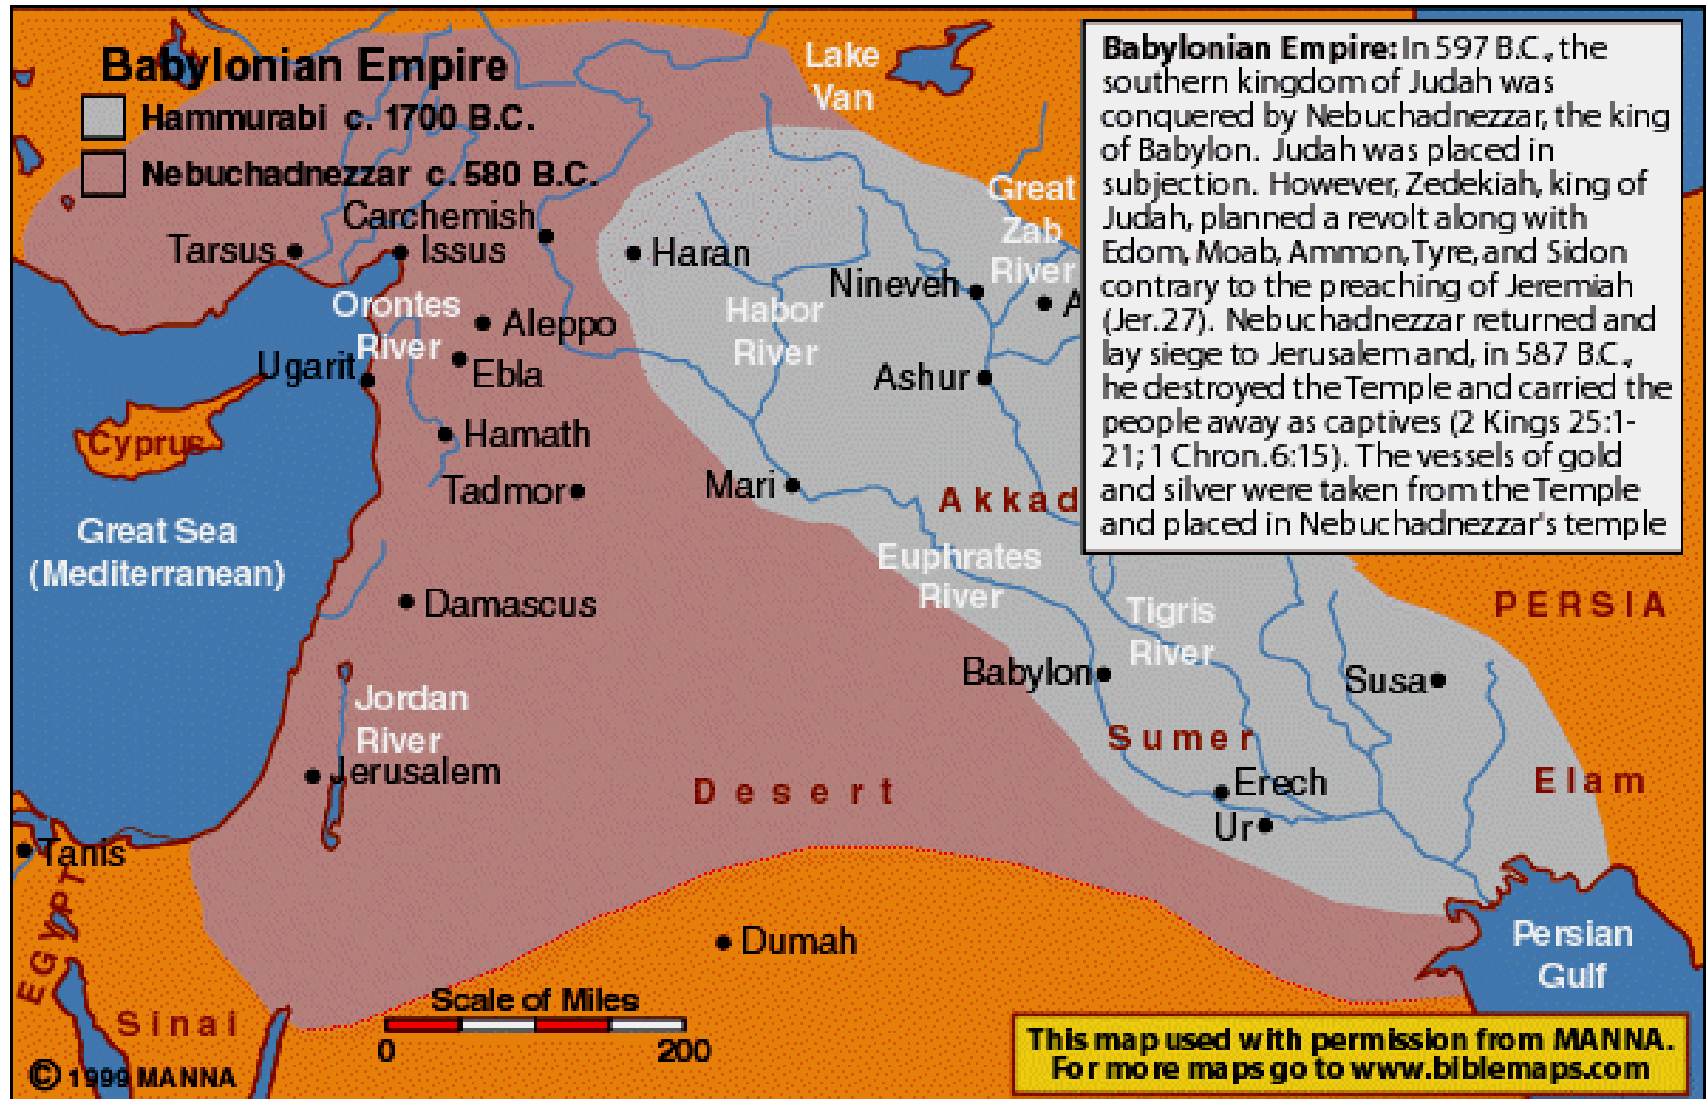 Babylonian Empire
Hammurabi c. 1700 B.C.
Nebuchadnezzar c. 580 B.C.
Babylonian Empire: In 597 B.C., the
southern kingdom of Judah was
conquered by Nebuchadnezzar, the king
of Babylon. Judah was placed in
subjection. However, Zedekiah, king of
Judah, planned a revolt along with
Edom, Moab, Ammon, Tyre, and Sidon
contrary to the preaching of Jeremiah
(Jer. 27). Nebuchadnezzar returned and
lay siege to Jerusalem and, in 587 B.C.,
he destroyed the Temple and carried the
people away as captives (2 Kings 25:1-
21; 1 Chron. 6:15). The vessels of gold
and silver were taken from the Temple
and placed in Nebuchadnezzar's temple
Lake
Van
Great
Zab
River
Carchemish
Tarsus
Issus
Haran
Nineveh
A
Orontes
River
Habor
River
Aleppo
Ugarit
Ebla
Ashur
Cyprus
Hamath
Tadmor
Mari
Akkad
Great Sea
(Mediterranean)
Euphrates
River
Damascus
Tigris
River
PERSIA
Babylon
Susa
Jordan
River
Sumer
Jerusalem
Desert
Erech
Elam
Ur
Tanis
EGYPT
Dumah
Persian
Gulf
Sinai
Scale of Miles
0 200
This map used with permission from MANNA.
For more maps go to www.biblemaps.com
© 1999 MANNA